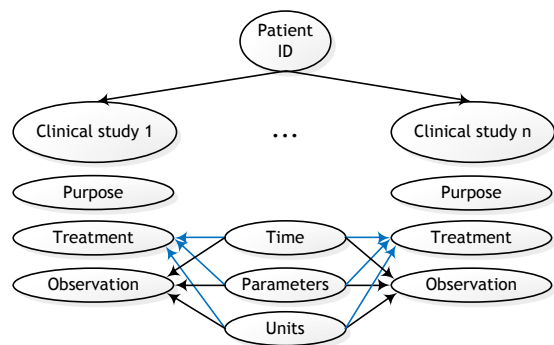 Patient
ID
Clinical study 1
...
Clinical study n
Purpose
Purpose
Treatment
Time
Treatment
Observation
Parameters
Observation
Units